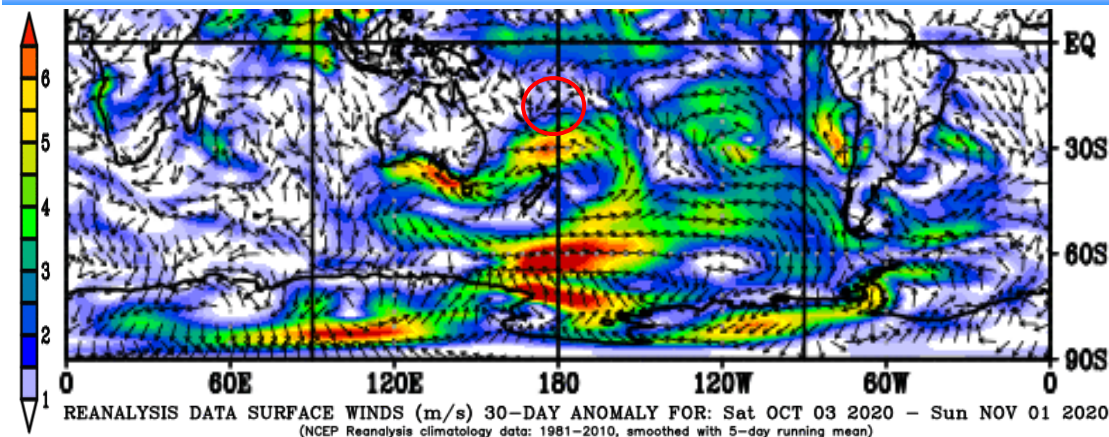 6
5
4
3
2
1
EQ
30S
60S
90S
0 60E 120E 180 120W 60W 0
REANALYSIS DATA SURFACE WINDS (m/s) 30-DAY ANOMALY FOR: Sat OCT 03 2020 - Sun NOV 01 2020
(NCEP Reanalysis climatology data: 1981-2010, smoothed with 5-day running mean)